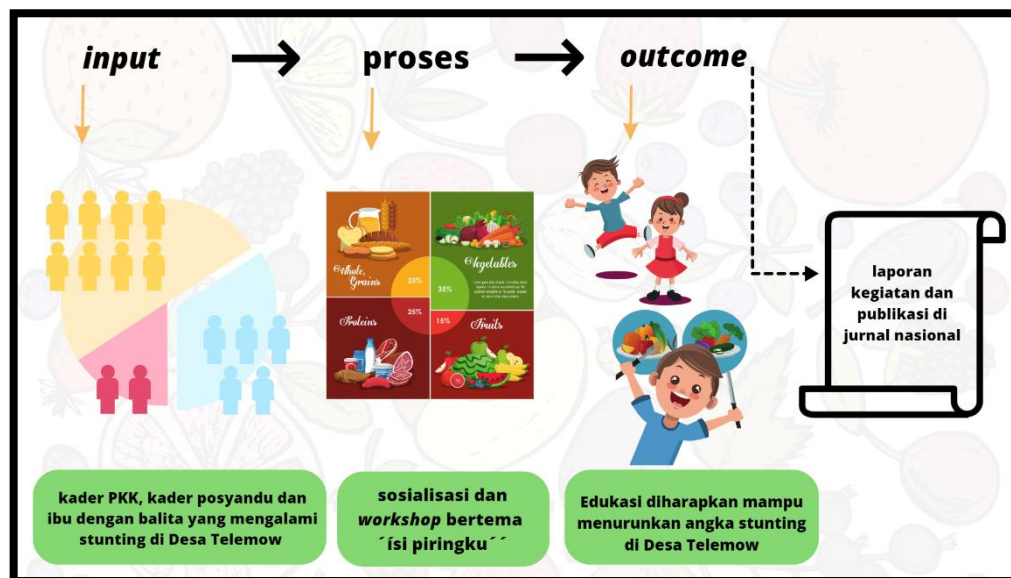 input
proses
outcome
Whole,
Grains
25%
Vegetables
35%
Proteins
25%
15%
Fruits
laporan
kegiatan dan
publikasi di
jurnal nasional
kader PKK, kader posyandu dan
ibu dengan balita yang mengalami
stunting di Desa Telemow
sosialisasi dan
workshop bertema
´ísi piringku´´
Edukasi diharapkan mampu
menurunkan angka stunting
di Desa Telemow